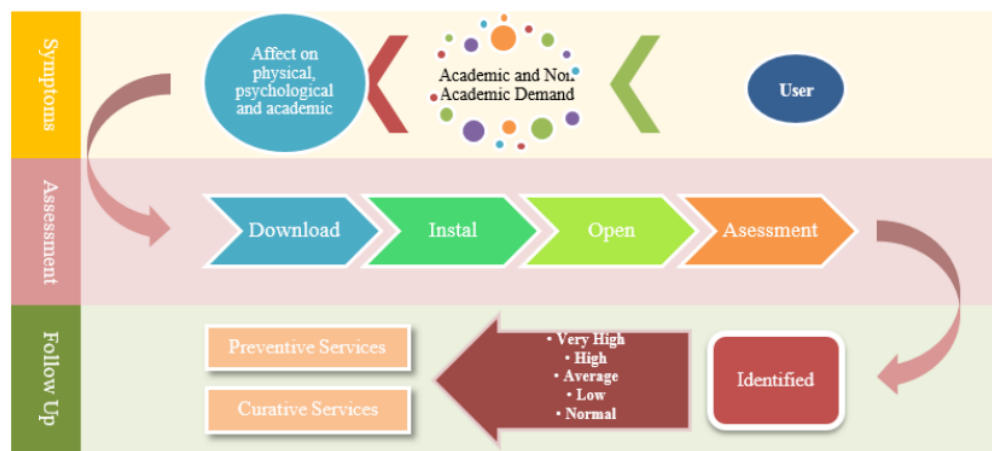 Symptoms
Affect on
physical,
psychological
and academic
Academic and Non
Academic Demand
User
Assessment
Download
Instal
Open
Asessment
Follow Up
Preventive Services
Curative Services
• Very High
• High
• Average
• Low
• Normal
Identified